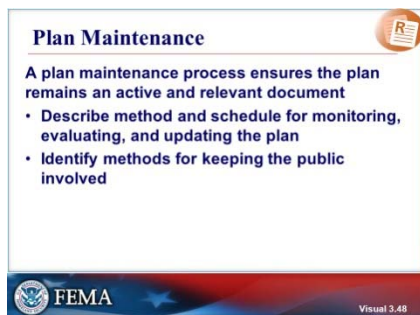 Plan Maintenance
R
A plan maintenance process ensures the plan
remains an active and relevant document
• Describe method and schedule for monitoring,
evaluating, and updating the plan
• Identify methods for keeping the public
involved
FEMA
Visual 3.48